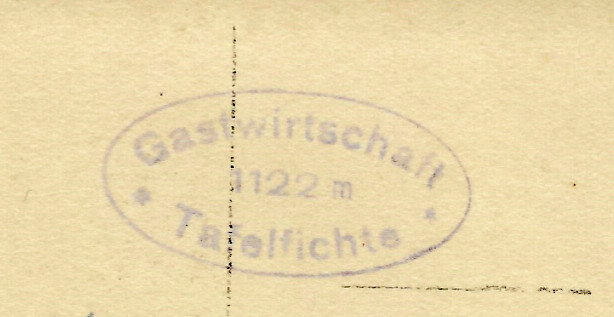 Gastwirtschaft
1122 m
* Tafelfichte *